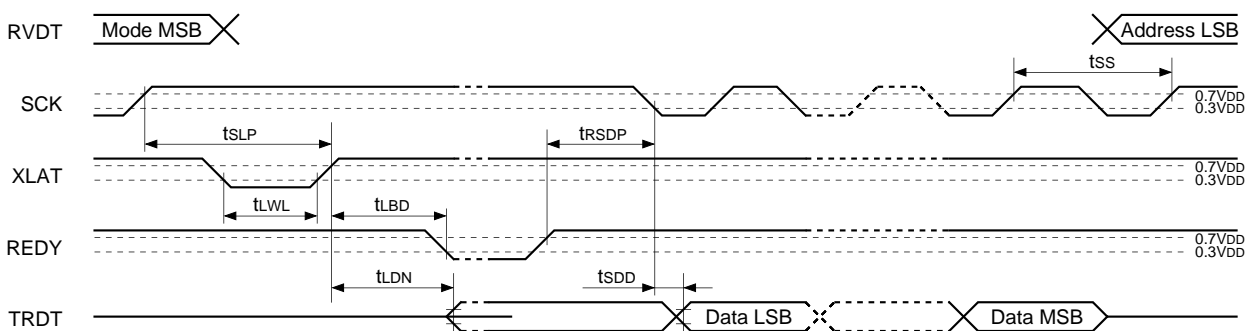 RVDT Mode MSB Address LSB
tSS
SCK 0.7VDD
0.3VDD
tSLP tRSDP
XLAT 0.7VDD
0.3VDD
tLWL tLBD
REDY 0.7VDD
0.3VDD
tLDN tSDD
TRDT Data LSB Data MSB